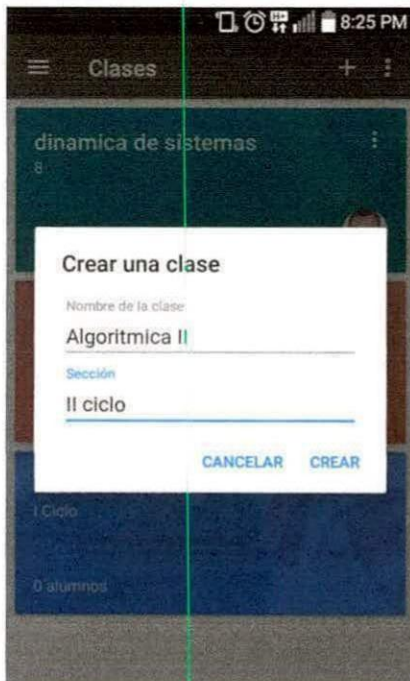 8:25 PM
Clases
dinamica de sistemas
8
Crear una clase
Nombre de la clase
Algoritmica II
Sección
II ciclo
CANCELAR CREAR
I Ciclo
0 alumnos